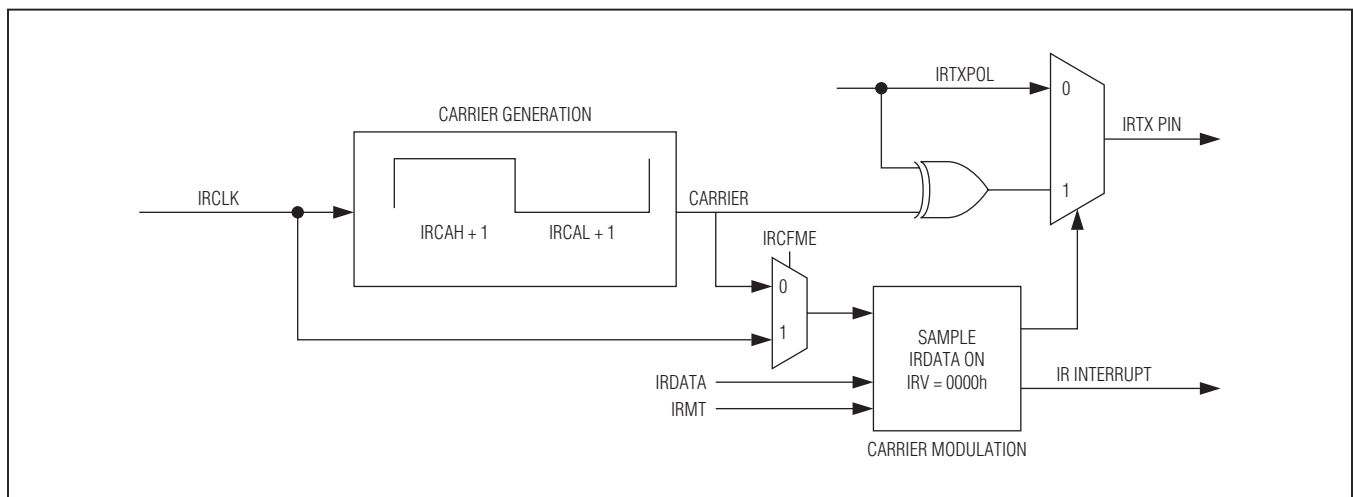 IRTXPOL
0
CARRIER GENERATION
IRTX PIN
IRCLK
CARRIER
1
IRCAH + 1
IRCAL + 1
IRCFME
0
1
SAMPLE
IRDATA ON
IRV = 0000h
IRDATA
IR INTERRUPT
IRMT
CARRIER MODULATION